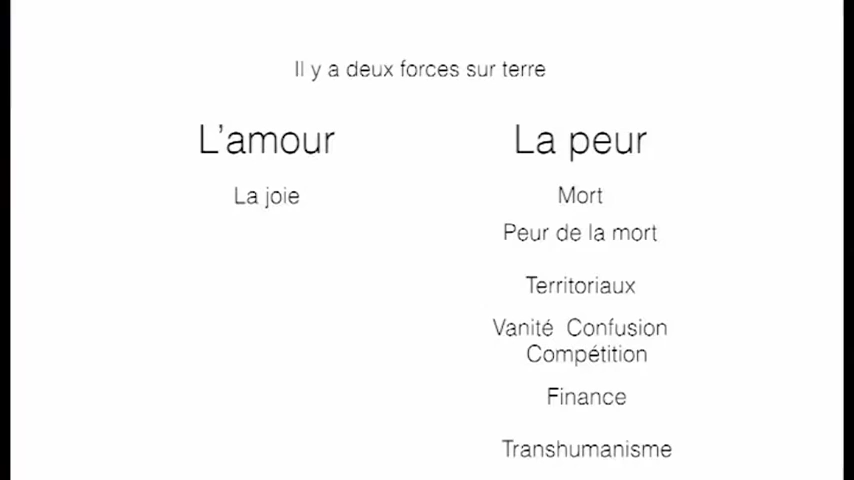 Il y a deux forces sur terre
L'amour
La joie
La peur
Mort
Peur de la mort
Territoriaux
Vanité Confusion
Compétition
Finance
Transhumanisme